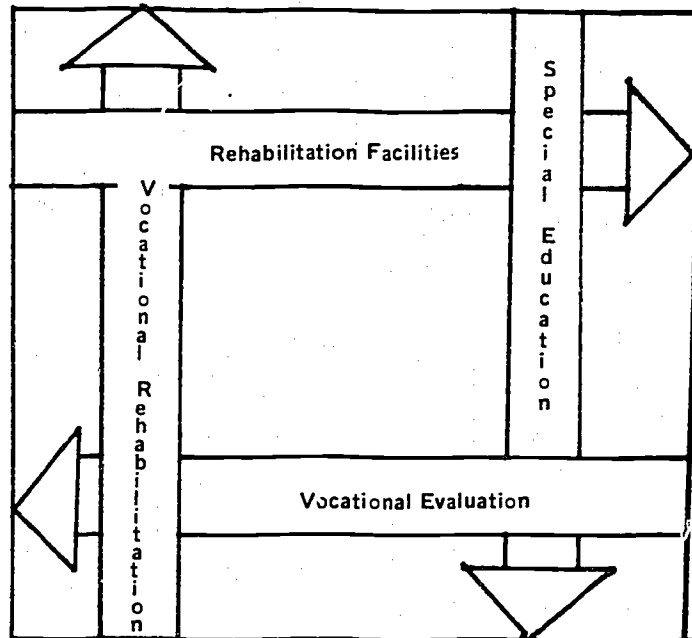 Special Education
Rehabilitation Facilities
Vocational Rehabilitation
Vocational Evaluation